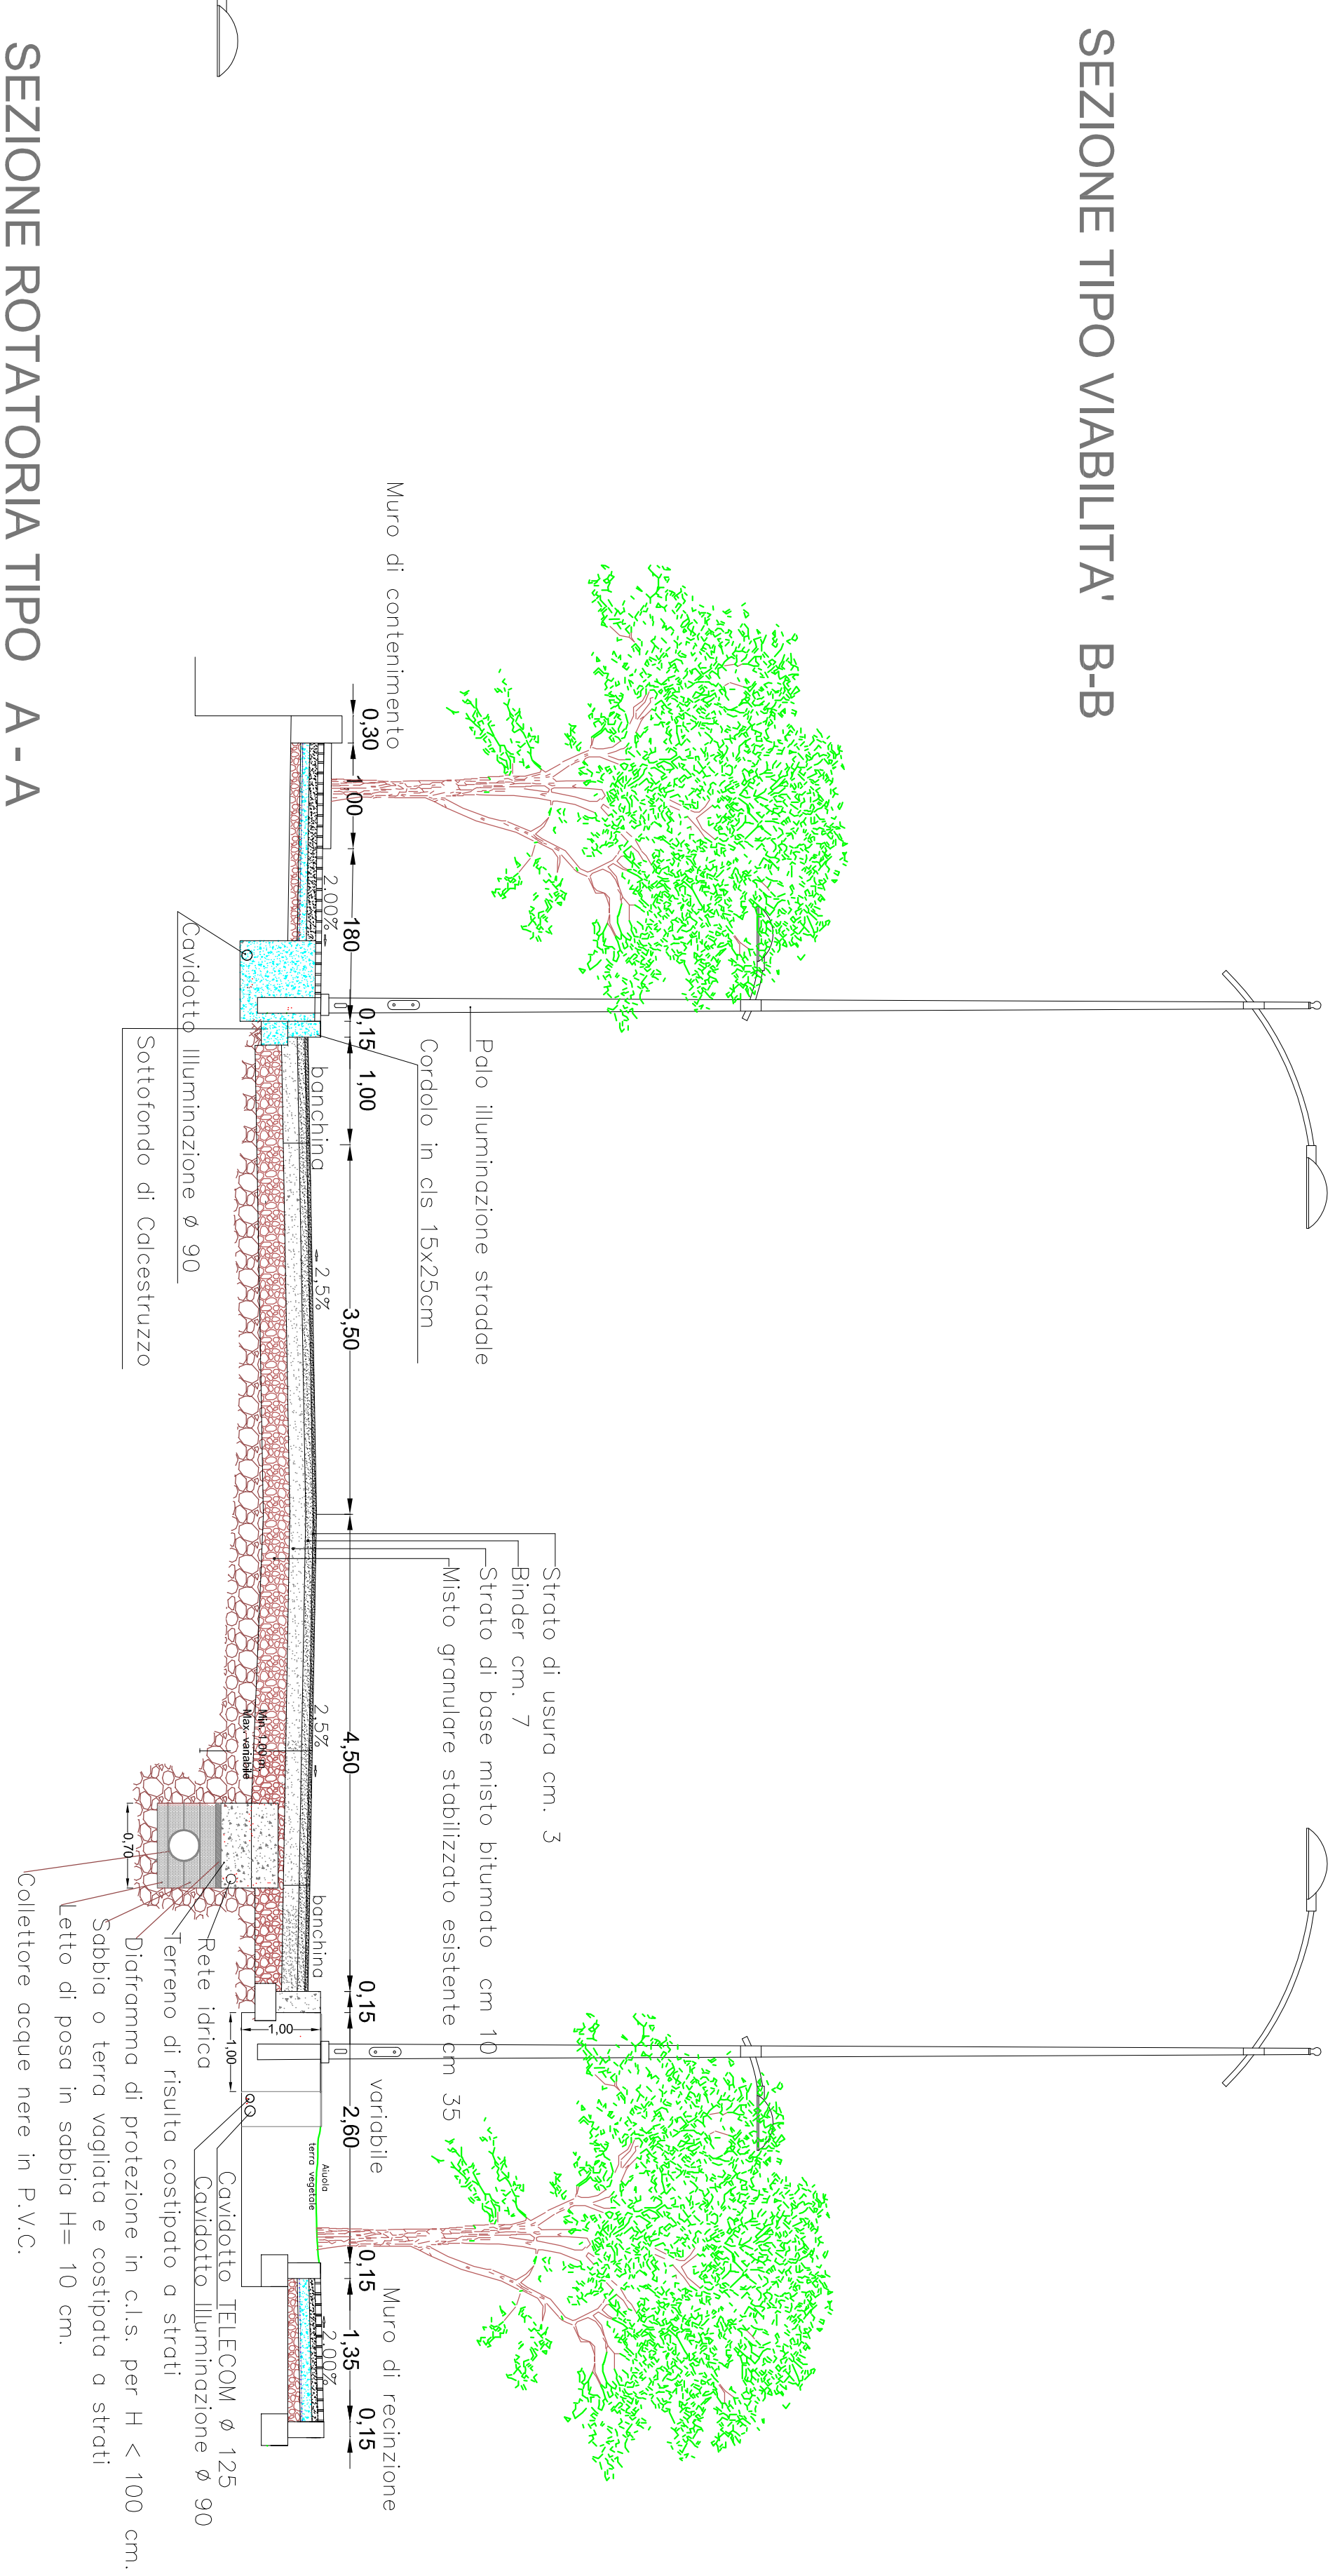 SEZIONE TIPO VIABILITA' B-B
Strato di usura cm. 3
Binder cm. 7
Strato di base misto bitumato cm 10
Misto granulare stabilizzato esistente cm 35
Palo illuminazione stradale
Cordolo in cls 15x25cm
Muro di contenimento
variabile
Muro di recinzione
0,30
1,00
180
0,15
1,00
3,50
4,50
0,15
2,60
0,15
1,35
0,15
2,00%
banchina
2,5%
2,5%
banchina
Aiuola
terra vegetale
2,00%
Min. 1,00 m.
Max. variabile
1,00
1,00
0,70
Cavidotto Illuminazione ø 90
Sottofondo di Calcestruzzo
Cavidotto TELECOM ø 125
Cavidotto Illuminazione ø 90
Rete idrica
Terreno di risulta costipato a strati
Diaframma di protezione in c.l.s. per H < 100 cm.
Sabbia o terra vagliata e costipata a strati
Letto di posa in sabbia H= 10 cm.
Collettore acque nere in P.V.C.
SEZIONE ROTATORIA TIPO A - A